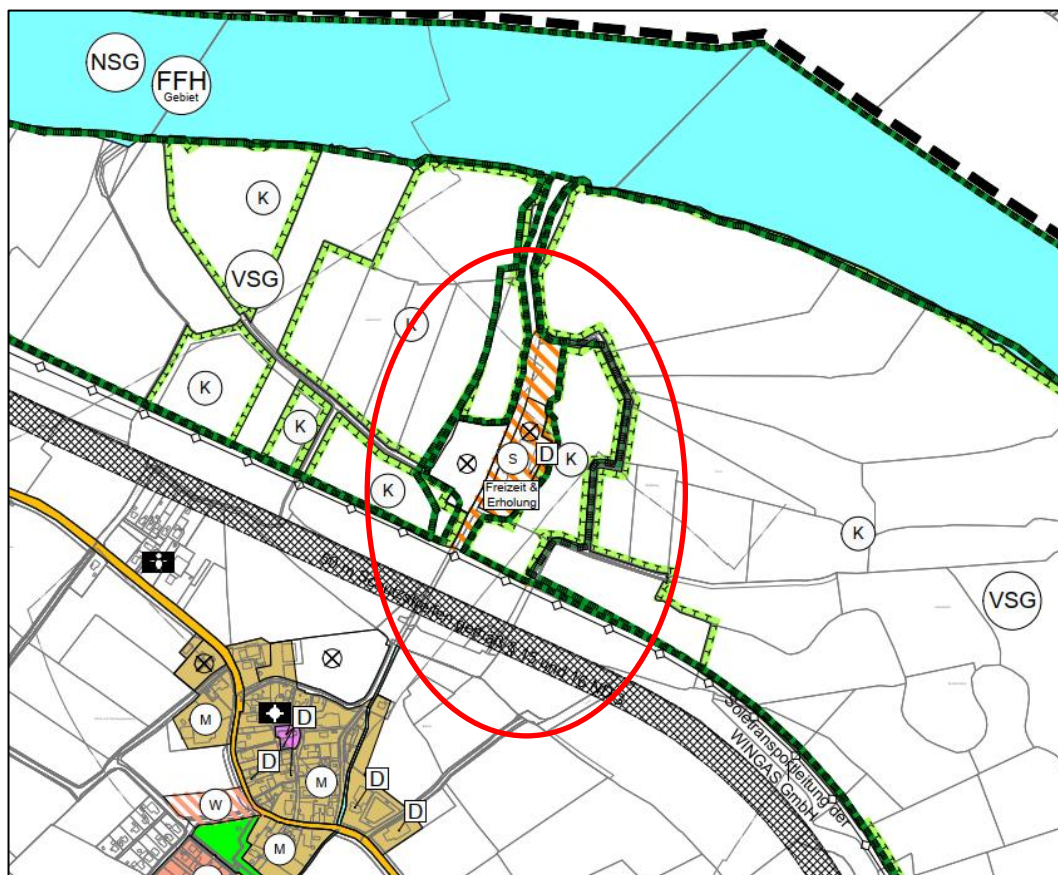 NSG
FFH
Gebiet
K
VSG
K
K
K
K
D
S
K
Freizeit &
Erholung
K
VSG
M
D
D
M
D
D
W
M
Soletransportleitung der
WINGAS GmbH